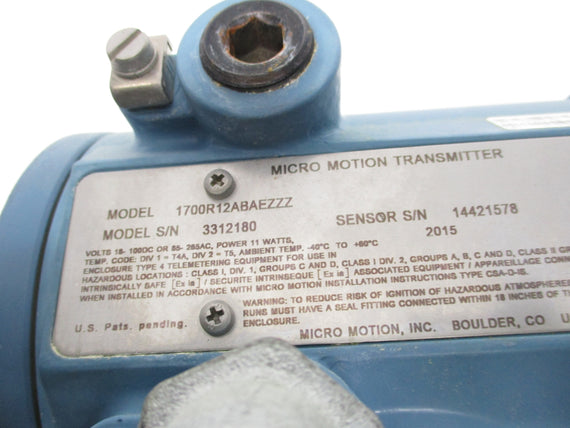 MICRO MOTION TRANSMITTER
MODEL 1700R12ABAEZZZ
MODEL S/N 3312180 SENSOR S/N 14421578
VOLTS 18- 100DC OR 85- 265AC, POWER 11 WATTS, 2015
TEMP. CODE: DIV 1 = T4A, DIV 2 = T5, AMBIENT TEMP. -40°C TO +60°C
ENCLOSURE TYPE 4 TELEMETERING EQUIPMENT FOR USE IN
HAZARDOUS LOCATIONS: CLASS I, DIV 1, GROUPS C AND D, CLASS I, DIV 2, GROUPS A, B, C AND D, CLASS II
INTRINSICALLY SAFE [Ex ia] / SECURITE INTRINSEQUE [Ex ia] ASSOCIATED EQUIPMENT / APPAREILLAGE CONN
WHEN INSTALLED IN ACCORDANCE WITH MICRO MOTION INSTALLATION INSTRUCTIONS TYPE CSA-D-IS.
WARNING: TO REDUCE RISK OF IGNITION OF HAZARDOUS ATMOSPHERE
RUNS MUST HAVE A SEAL FITTING CONNECTED WITHIN 18 INCHES OF T
ENCLOSURE.
U.S. Pats. pending.
MICRO MOTION, INC. BOULDER, CO U